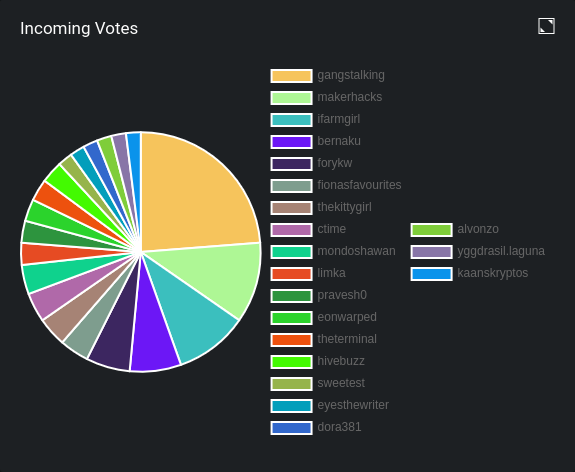 Incoming Votes
gangstalking
makerhacks
ifarmgirl
bernaku
forykw
fionasfavourites
thekittygirl
ctime
mondoshawan
limka
pravesh0
eonwarped
theterminal
hivebuzz
sweetest
eyesthewriter
dora381
alvonzo
yggdrasil.laguna
kaanskryptos